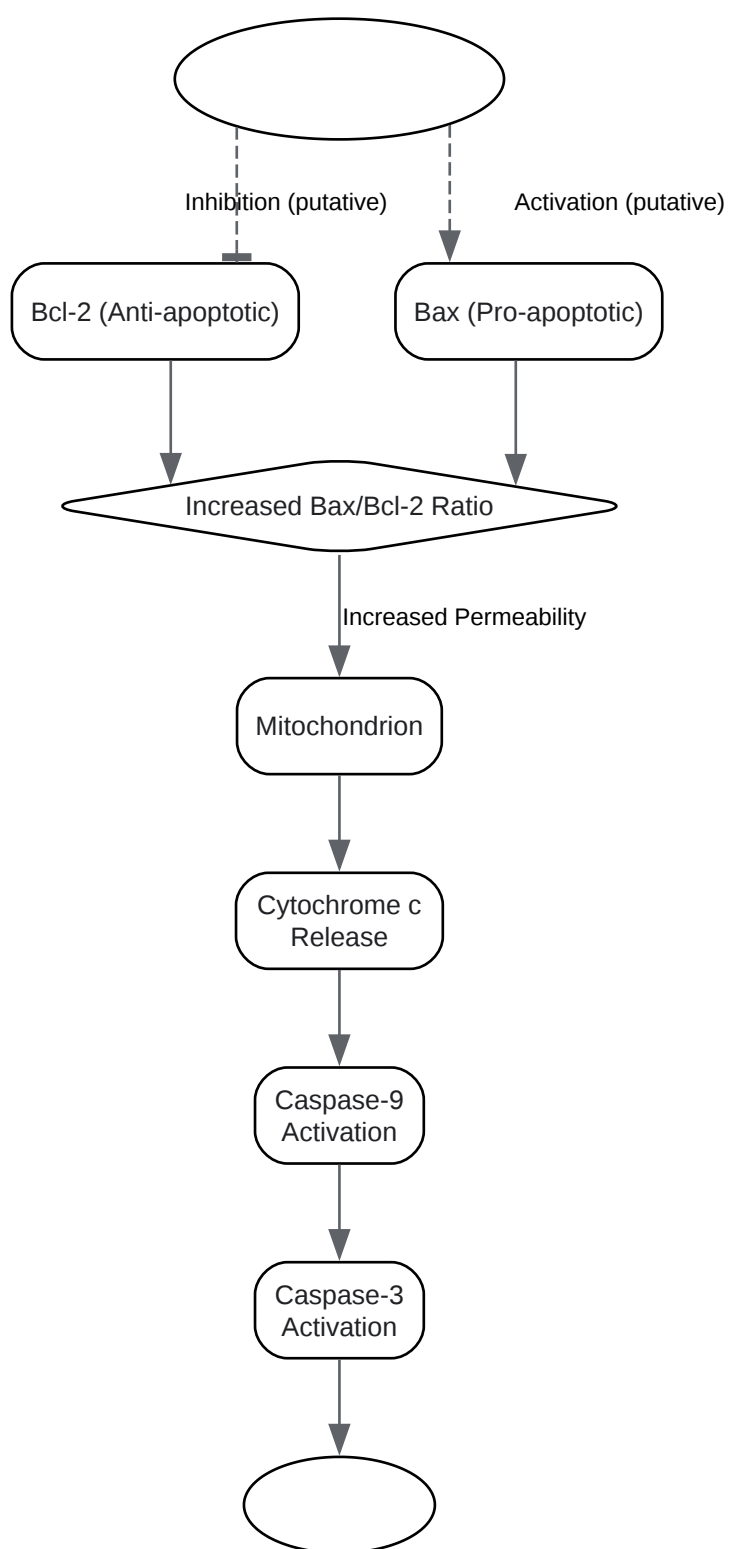 Inhibition (putative)
Activation (putative)
Bcl-2 (Anti-apoptotic)
Bax (Pro-apoptotic)
Increased Bax/Bcl-2 Ratio
Increased Permeability
Mitochondrion
Cytochrome c
Release
Caspase-9
Activation
Caspase-3
Activation